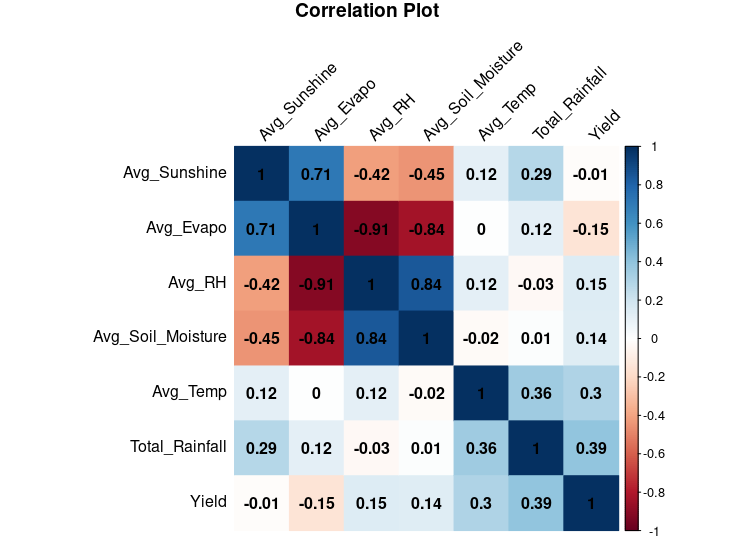 Correlation Plot
Avg_Sunshine
Avg_Evapo
Avg_RH
Avg_Soil_Moisture
Avg_Temp
Total_Rainfall
Yield
Avg_Sunshine 1 0.71 -0.42 -0.45 0.12 0.29 -0.01
Avg_Evapo 0.71 1 -0.91 -0.84 0 0.12 -0.15
Avg_RH -0.42 -0.91 1 0.84 0.12 -0.03 0.15
Avg_Soil_Moisture -0.45 -0.84 0.84 1 -0.02 0.01 0.14
Avg_Temp 0.12 0 0.12 -0.02 1 0.36 0.3
Total_Rainfall 0.29 0.12 -0.03 0.01 0.36 1 0.39
Yield -0.01 -0.15 0.15 0.14 0.3 0.39 1
1
0.8
0.6
0.4
0.2
0
-0.2
-0.4
-0.6
-0.8
-1